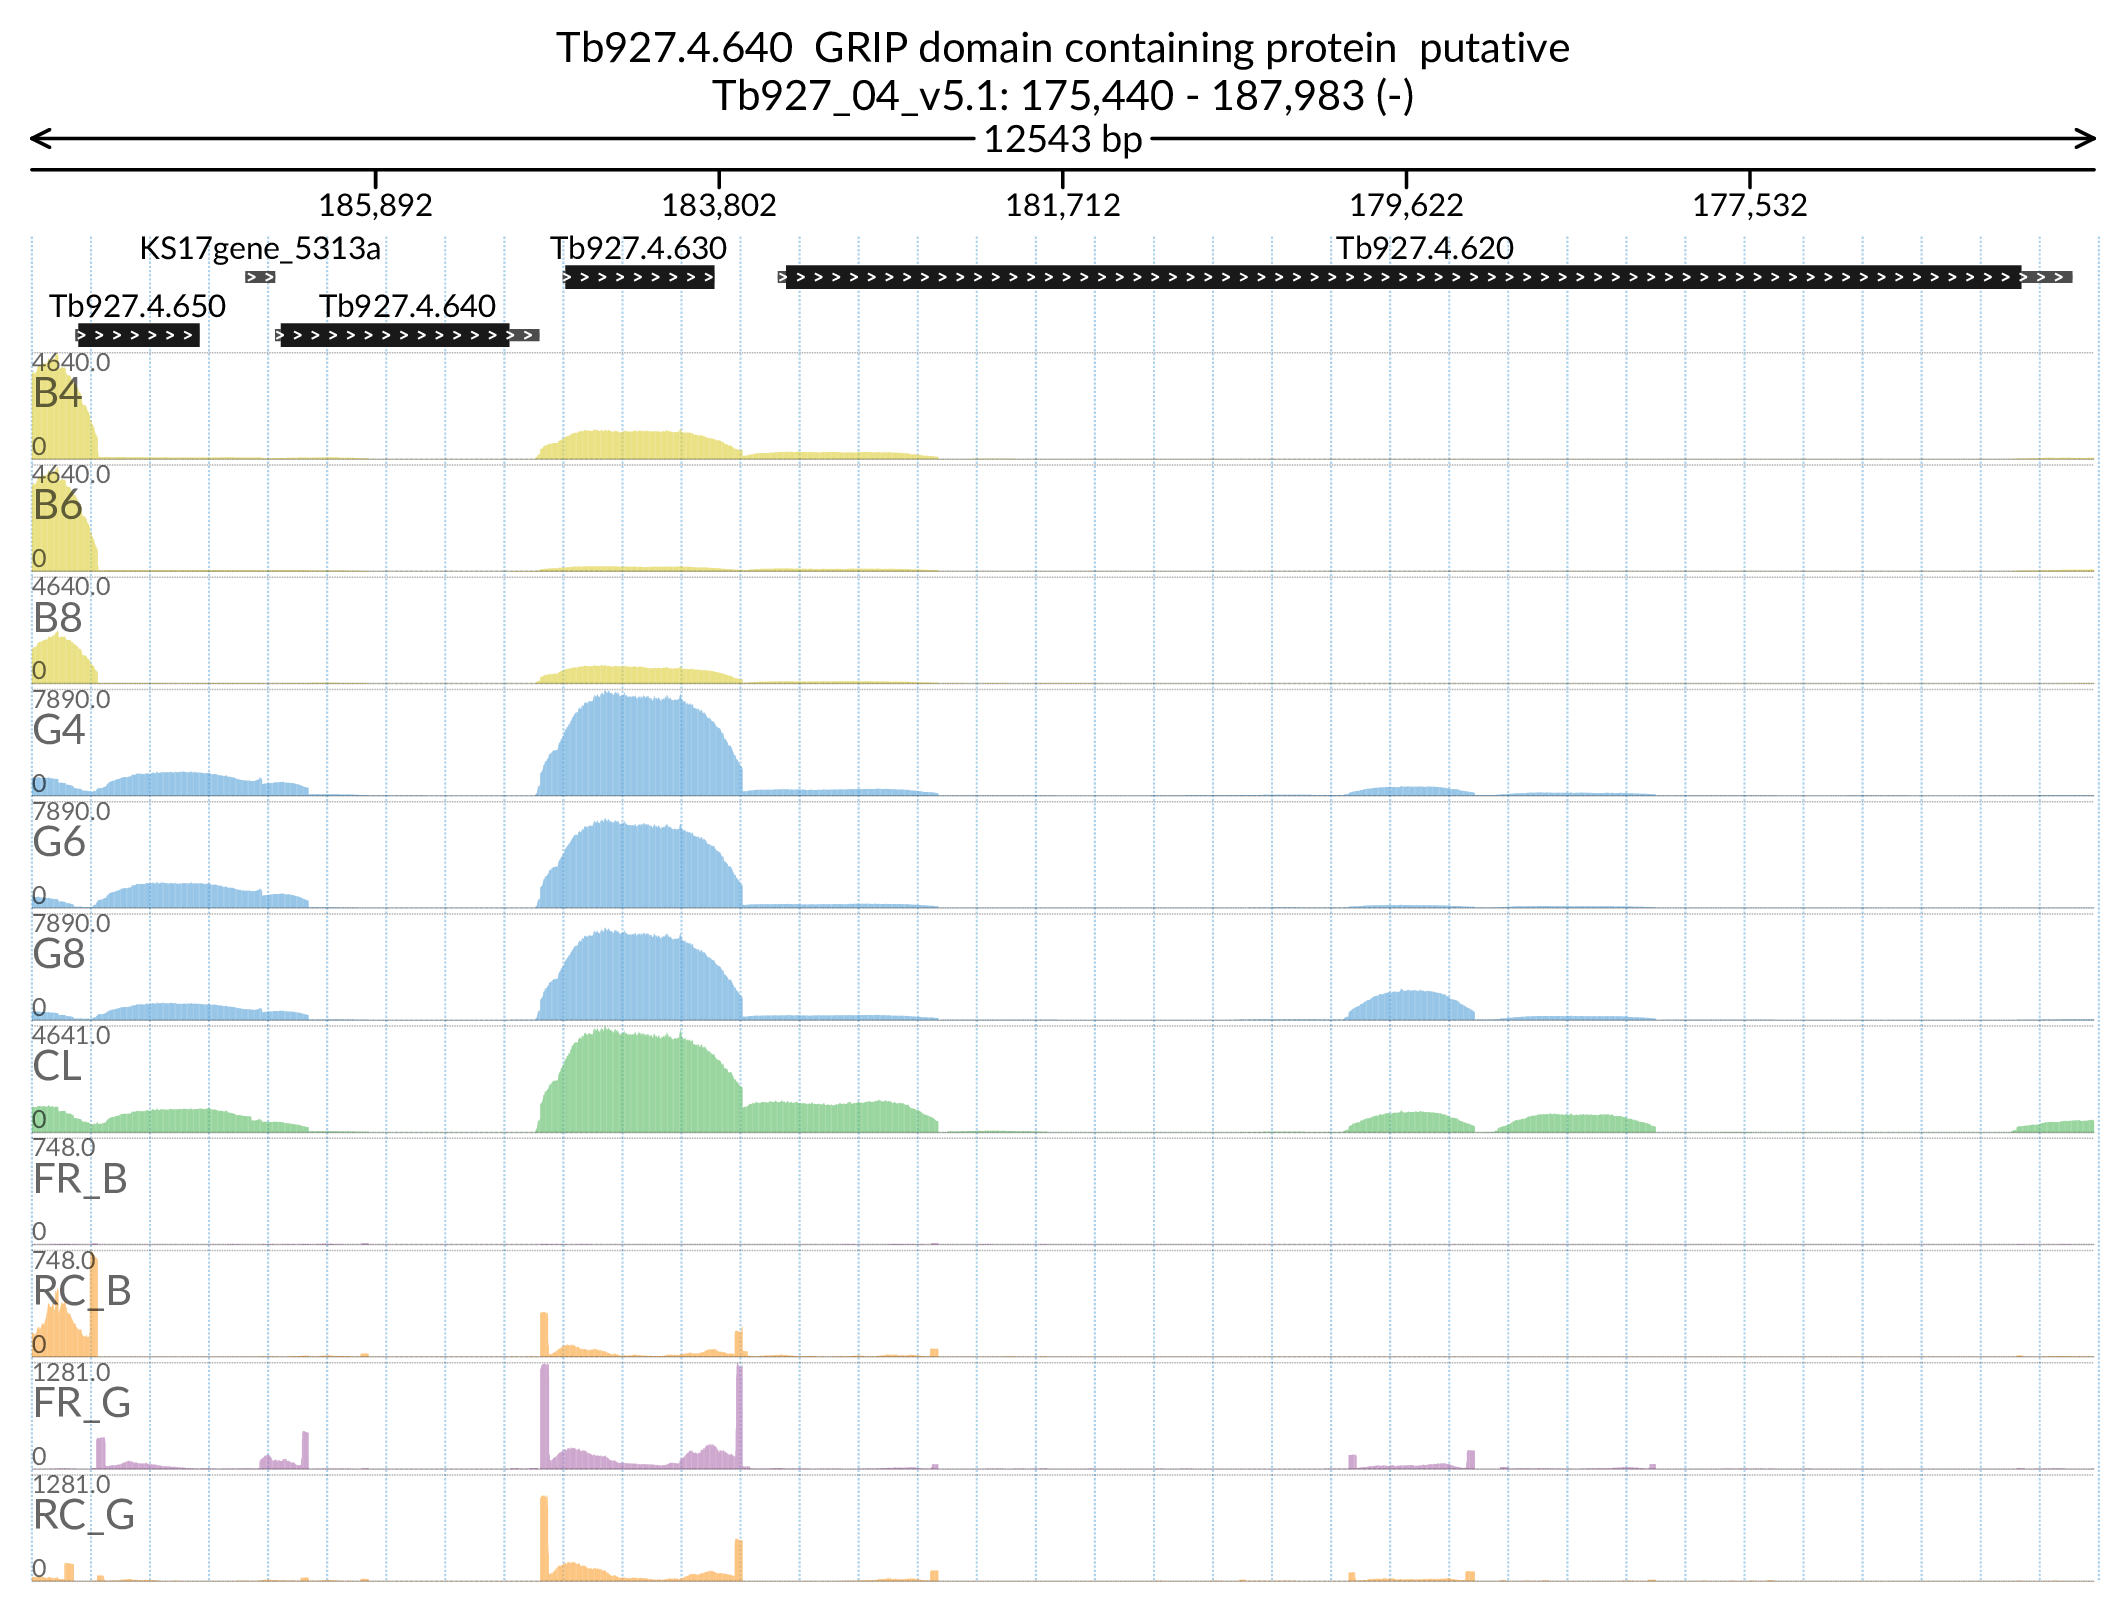 Tb927.4.640  GRIP domain containing protein  putative
Tb927_04_v5.1: 175,440 - 187,983 (-)
12543 bp
185,892 183,802 181,712 179,622 177,532
KS17gene_5313a Tb927.4.630 Tb927.4.620
Tb927.4.650 Tb927.4.640
4640.0
B4
0
4640.0
B6
0
4640.0
B8
0
7890.0
G4
0
7890.0
G6
0
7890.0
G8
0
4641.0
CL
0
748.0
FR_B
0
748.0
RC_B
0
1281.0
FR_G
0
1281.0
RC_G
0